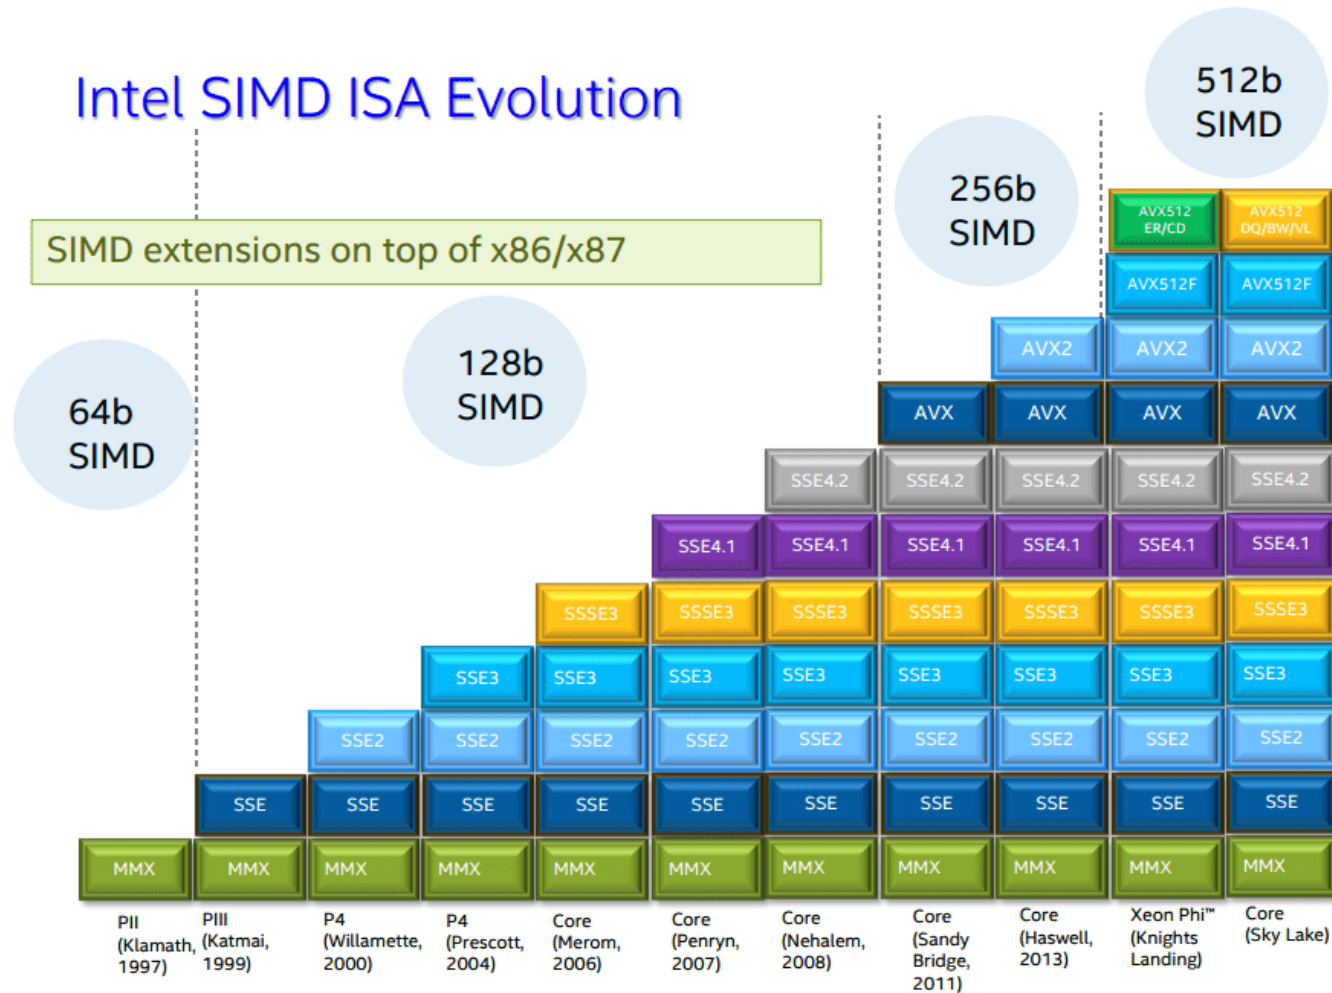 Intel SIMD ISA Evolution
512b
SIMD
256b
SIMD
SIMD extensions on top of x86/x87
128b
SIMD
64b
SIMD
AVX512
ER/CD
AVX512
DQ/BW/VL
AVX512F AVX512F
AVX2 AVX2 AVX2
AVX AVX AVX AVX
SSE4.2 SSE4.2 SSE4.2 SSE4.2 SSE4.2
SSE4.1 SSE4.1 SSE4.1 SSE4.1 SSE4.1 SSE4.1
SSSE3 SSSE3 SSSE3 SSSE3 SSSE3 SSSE3 SSSE3
SSE3 SSE3 SSE3 SSE3 SSE3 SSE3 SSE3 SSE3
SSE2 SSE2 SSE2 SSE2 SSE2 SSE2 SSE2 SSE2 SSE2
SSE SSE SSE SSE SSE SSE SSE SSE SSE SSE
MMX MMX MMX MMX MMX MMX MMX MMX MMX MMX MMX
PII
(Klamath,
1997)
PIII
(Katmai,
1999)
P4
(Willamette,
2000)
P4
(Prescott,
2004)
Core
(Merom,
2006)
Core
(Penryn,
2007)
Core
(Nehalem,
2008)
Core
(Sandy
Bridge,
2011)
Core
(Haswell,
2013)
Xeon Phi™
(Knights
Landing)
Core
(Sky Lake)